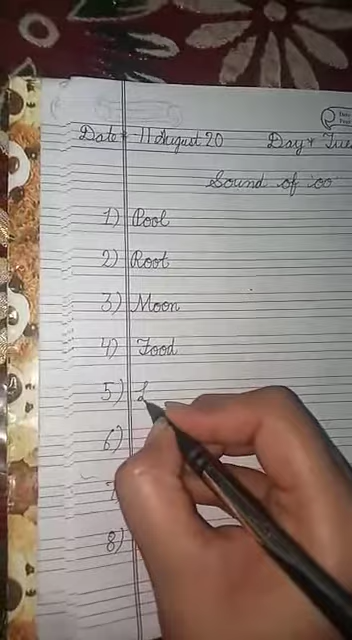 Date * 11 August 20 Day * Tue
Sound of 'oo'
1) Pool
2) Root
3) Moon
4) Food
5)
6)
7
8)